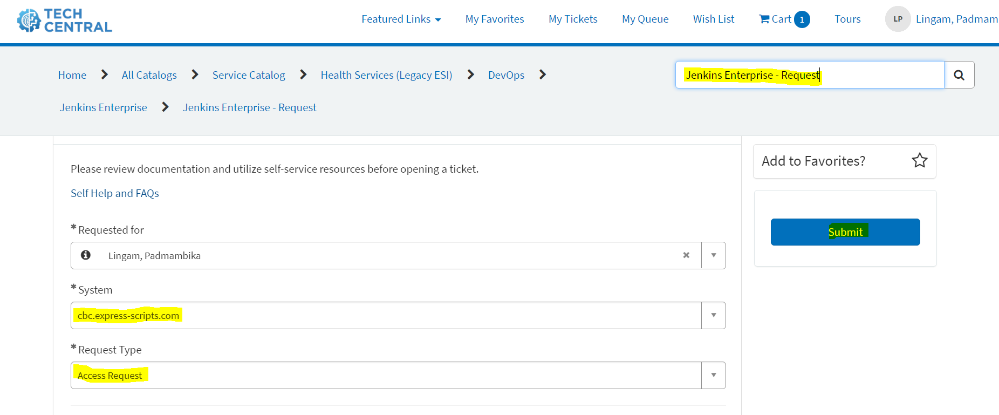 TECH CENTRAL
Featured Links My Favorites My Tickets My Queue Wish List Cart 1 Tours LP Lingam, Padmam
Home All Catalogs Service Catalog Health Services (Legacy ESI) DevOps
Jenkins Enterprise - Request
Jenkins Enterprise Jenkins Enterprise - Request
Please review documentation and utilize self-service resources before opening a ticket.
Self Help and FAQs
* Requested for
Lingam, Padmambika
* System
cbc.express-scripts.com
* Request Type
Access Request
Add to Favorites?
Submit